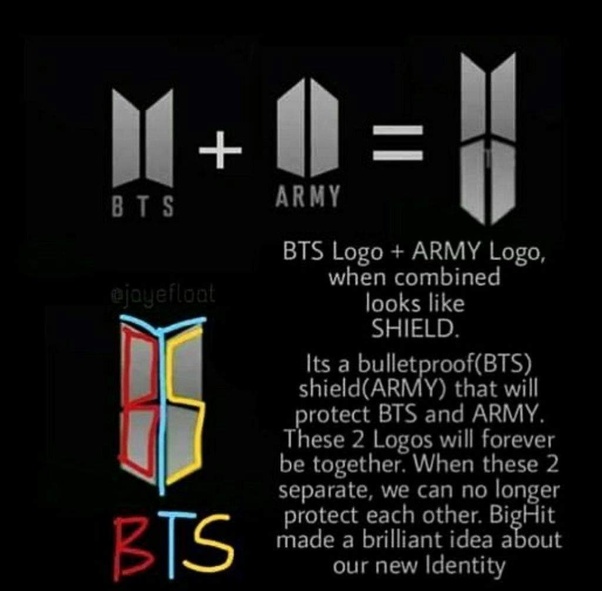 + =
BTS
ARMY
BTS Logo + ARMY Logo,
when combined
looks like
SHIELD.
@jayefloat
Its a bulletproof(BTS)
shield(ARMY) that will
protect BTS and ARMY.
These 2 Logos will forever
be together. When these 2
separate, we can no longer
protect each other. BigHit
made a brilliant idea about
our new Identity
BTS
BTS